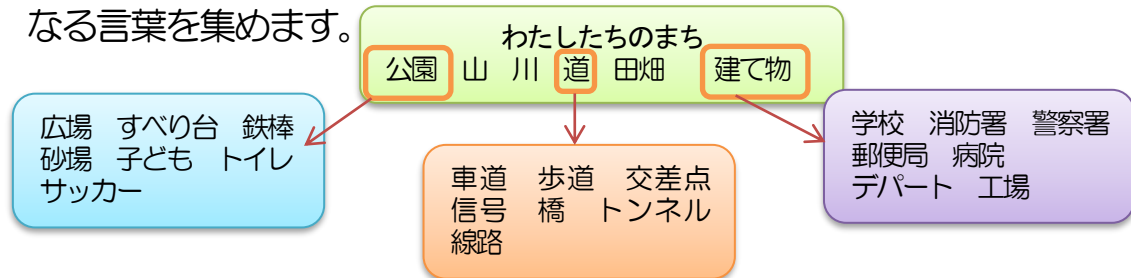 なる言葉を集めます。
わたしたちのまち
公園 山 川 道 田畑 建て物
広場 すべり台 鉄棒
砂場 子ども トイレ
サッカー
車道 歩道 交差点
信号 橋 トンネル
線路
学校 消防署 警察署
郵便局 病院
デパート 工場